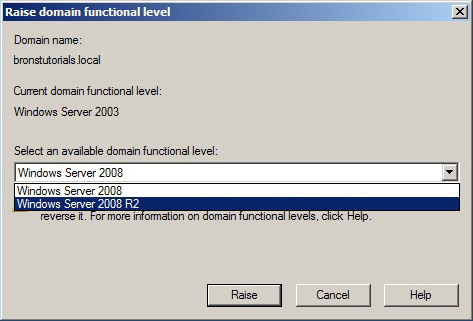 Raise domain functional level
Domain name:
bronstutorials.local
Current domain functional level:
Windows Server 2003
Select an available domain functional level:
Windows Server 2008
Windows Server 2008
Windows Server 2008 R2
reverse it. For more information on domain functional levels, click Help.
Raise
Cancel
Help